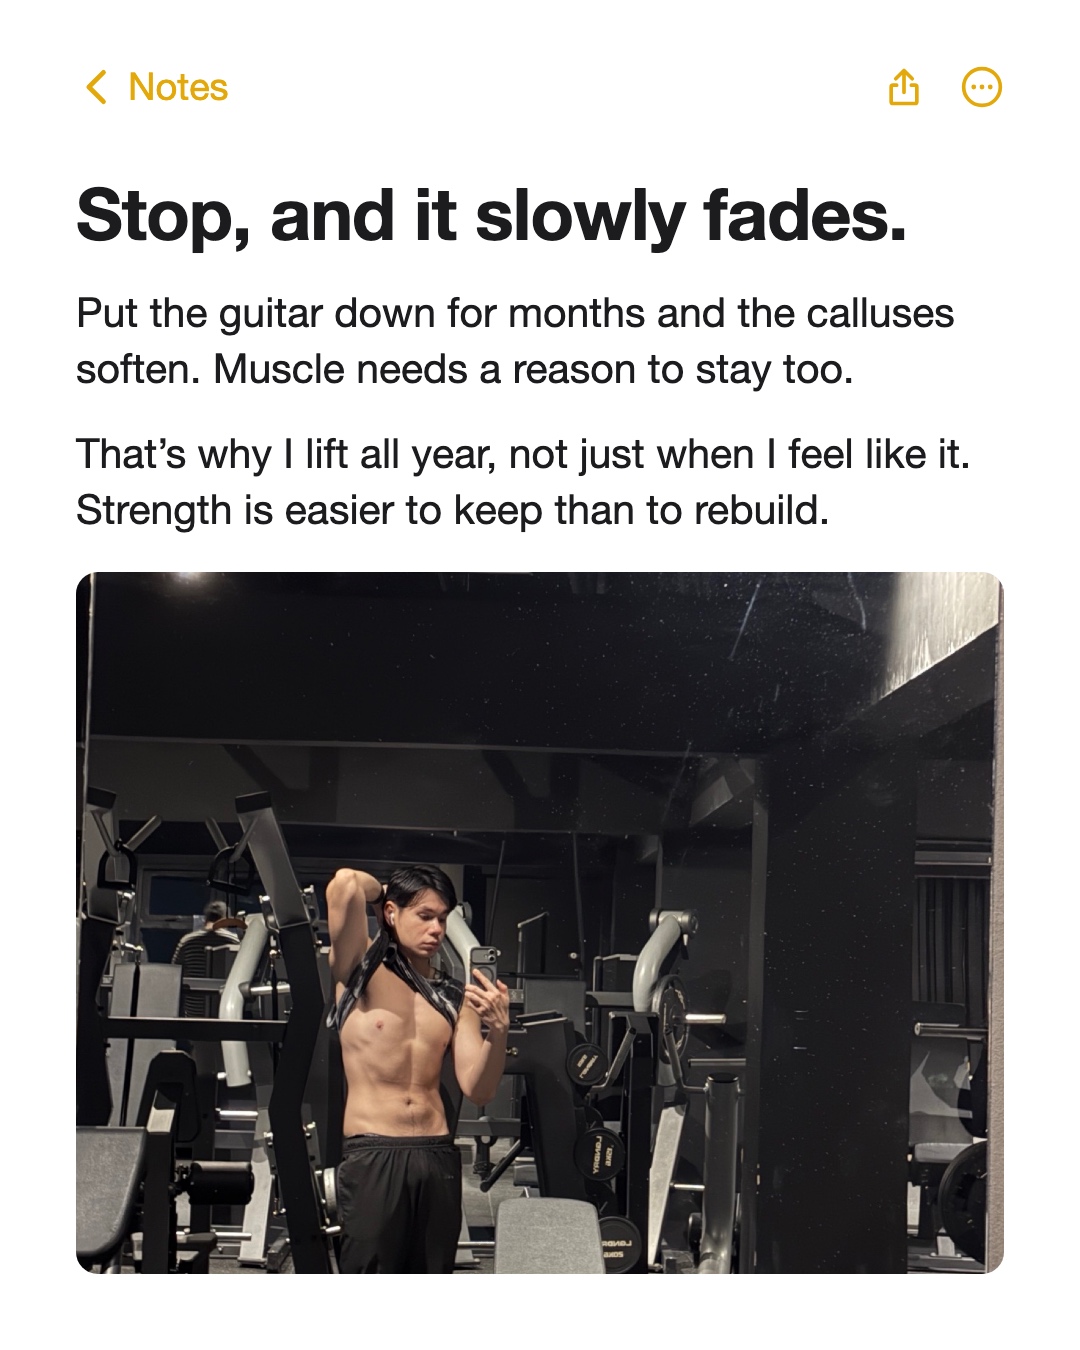 Notes
Stop, and it slowly fades.
Put the guitar down for months and the calluses
soften. Muscle needs a reason to stay too.
That’s why I lift all year, not just when I feel like it.
Strength is easier to keep than to rebuild.